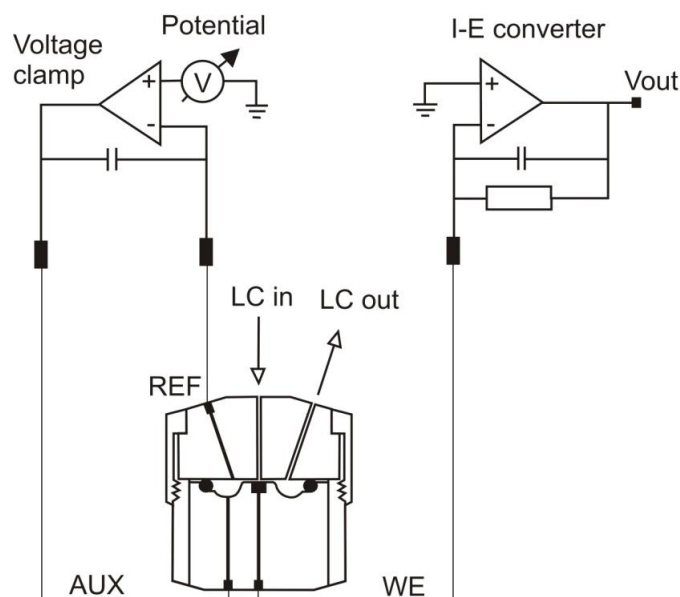 Voltage
clamp
Potential
I-E converter
V
+
-
+
-
Vout
LC in
LC out
REF
AUX
WE